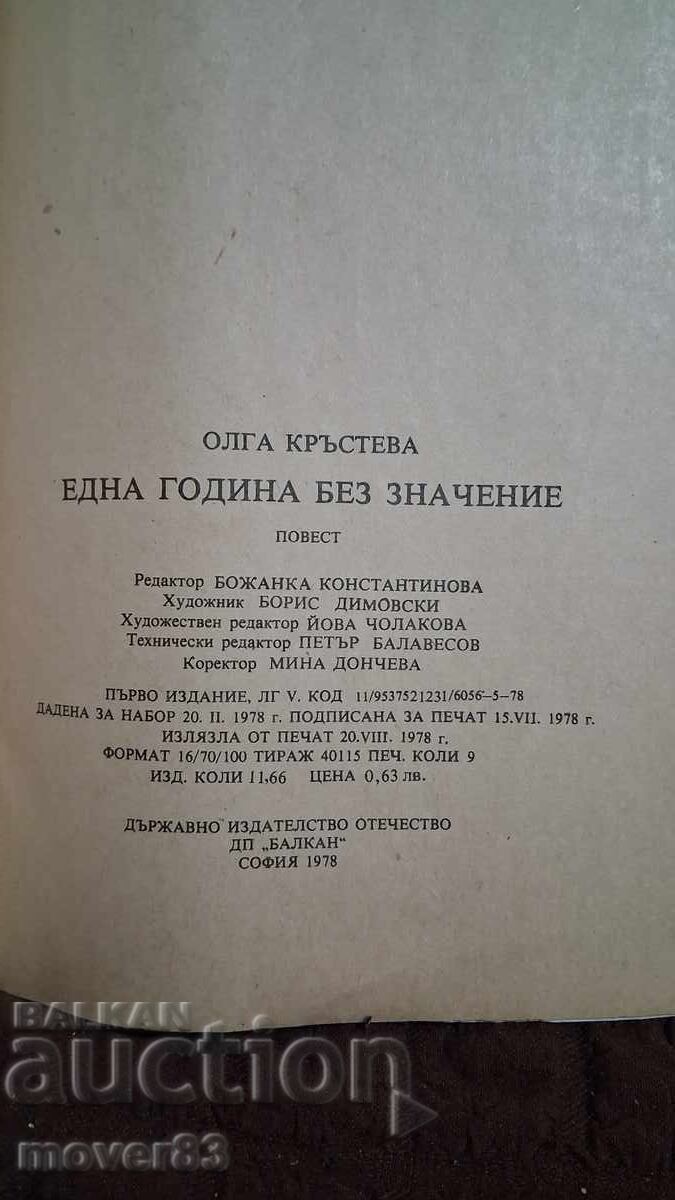 ОЛГА КРЪСТЕВА
ЕДНА ГОДИНА БЕЗ ЗНАЧЕНИЕ
ПОВЕСТ
Редактор БОЖАНКА КОНСТАНТИНОВА
Художник БОРИС ДИМОВСКИ
Художествен редактор ЙОВА ЧОЛАКОВА
Технически редактор ПЕТЪР БАЛАВЕСОВ
Коректор МИНА ДОНЧЕВА
ПЪРВО ИЗДАНИЕ, ЛГ V. КОД 11/9537521231/6056-5-78
ДАДЕНА ЗА НАБОР 20. II. 1978 г. ПОДПИСАНА ЗА ПЕЧАТ 15.VII. 1978 г.
ИЗЛЯЗЛА ОТ ПЕЧАТ 20.VIII. 1978 г.
ФОРМАТ 16/70/100 ТИРАЖ 40115 ПЕЧ. КОЛИ 9
ИЗД. КОЛИ 11.66 ЦЕНА 0,63 лв.
ДЪРЖАВНО ИЗДАТЕЛСТВО ОТЕЧЕСТВО
ДП „БАЛКАН“
СОФИЯ 1978
BALKAN
auction
mover83